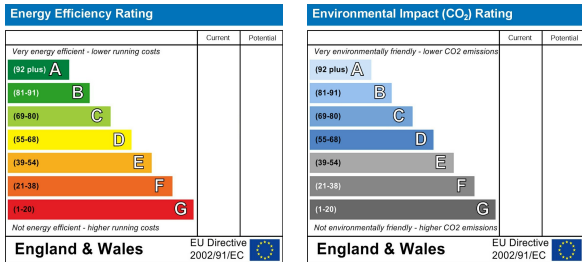 Energy Efficiency Rating
Current Potential
Very energy efficient - lower running costs
(92 plus) A
(81-91) B
(69-80) C
(55-68) D
(39-54) E
(21-38) F
(1-20) G
Not energy efficient - higher running costs
England & Wales
EU Directive
2002/91/EC
Environmental Impact (CO₂) Rating
Current Potential
Very environmentally friendly - lower CO2 emissions
(92 plus) A
(81-91) B
(69-80) C
(55-68) D
(39-54) E
(21-38) F
(1-20) G
Not environmentally friendly - higher CO2 emissions
England & Wales
EU Directive
2002/91/EC